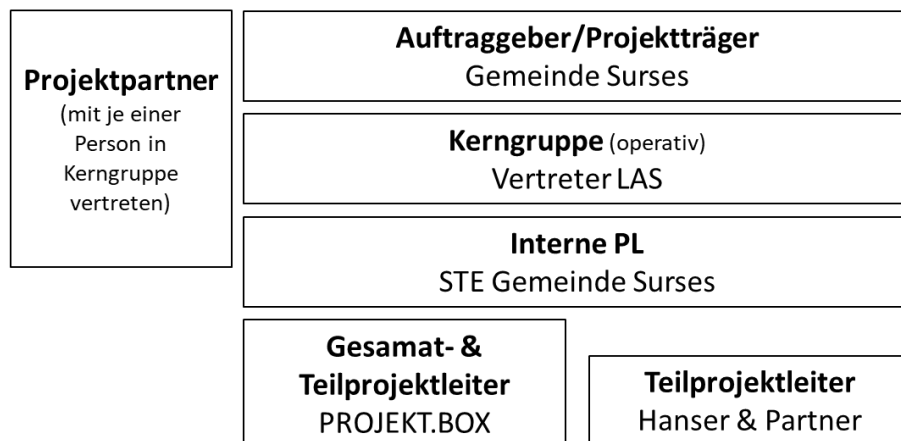 Projektpartner
(mit je einer
Person in
Kerngruppe
vertreten)
Auftraggeber/Projektträger
Gemeinde Surses
Kerngruppe (operativ)
Vertreter LAS
Interne PL
STE Gemeinde Surses
Gesamat- &
Teilprojektleiter
PROJEKT.BOX
Teilprojektleiter
Hanser & Partner